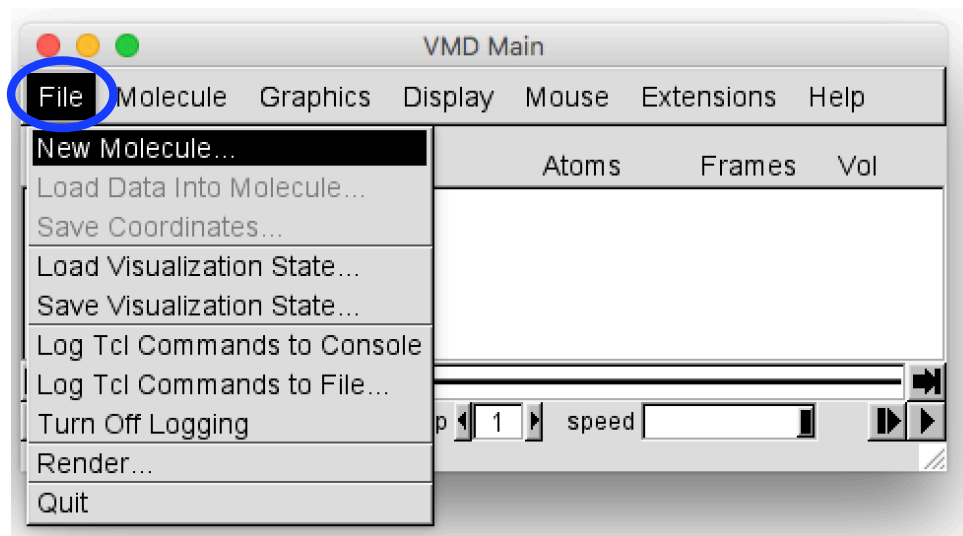 VMD Main
File Molecule Graphics Display Mouse Extensions Help
New Molecule...
Atoms Frames Vol
Load Data Into Molecule...
Save Coordinates...
Load Visualization State...
Save Visualization State...
Log Tcl Commands to Console
Log Tcl Commands to File...
Turn Off Logging
p 1 speed
Render...
Quit